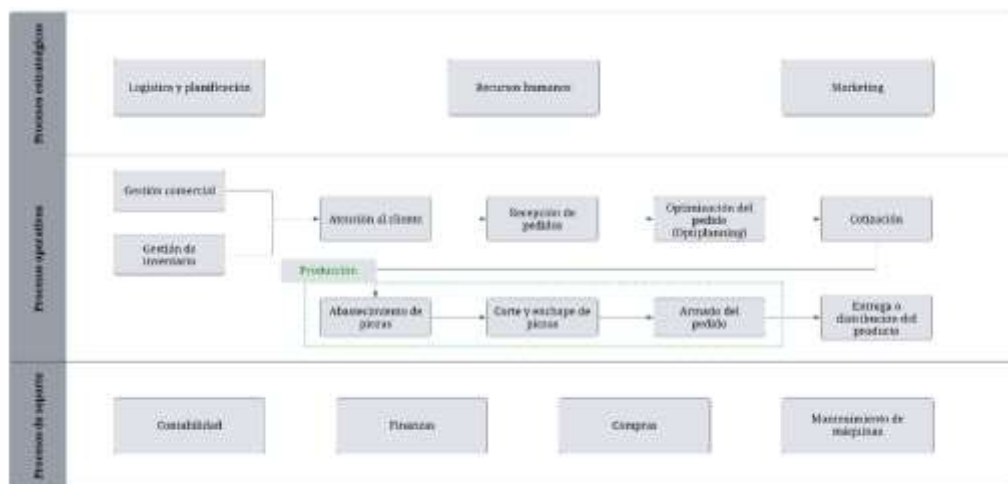 Procesos estratégicos
Logística y planificación
Recursos humanos
Marketing
Procesos operativos
Gestión comercial
Gestión de
inventario
Atención al cliente
Recepción de
pedidos
Optimización del
pedido
(Optiplanning)
Cotización
Producción
Abastecimiento de
piezas
Corte y enchape de
piezas
Armado del
pedido
Entrega o
distribución del
producto
Procesos de soporte
Contabilidad
Finanzas
Compras
Mantenimiento de
máquinas